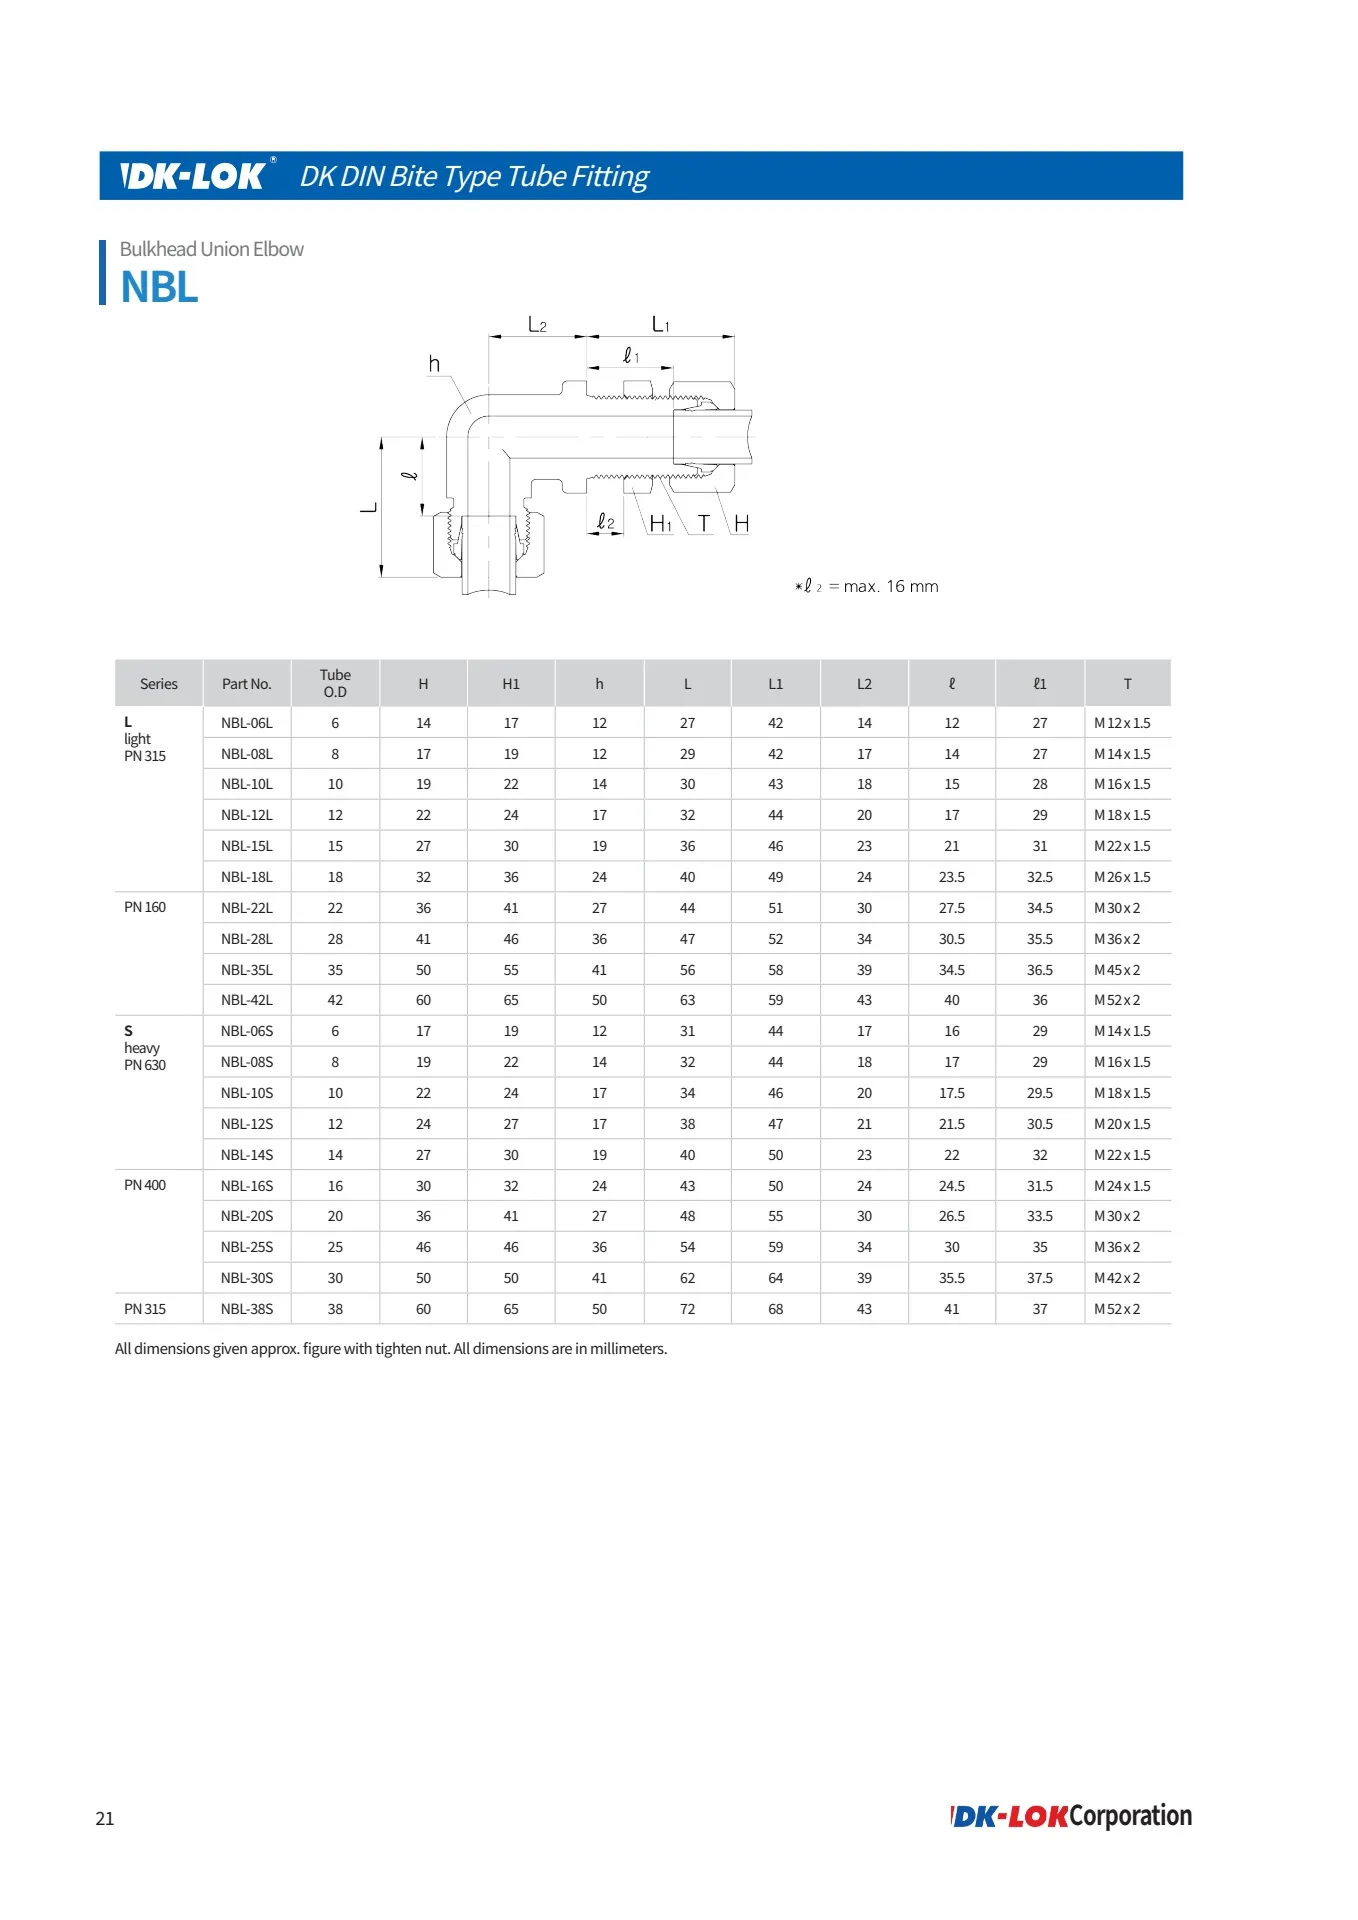 DK-LOK® DK DIN Bite Type Tube Fitting
Bulkhead Union Elbow
NBL
L2 L1
ℓ1
h
ℓ
L
ℓ2 H1 T H
*ℓ 2 = max. 16 mm
Series Part No. Tube O.D H H1 h L L1 L2 ℓ ℓ1 T
L light PN 315 NBL-06L 6 14 17 12 27 42 14 12 27 M 12 x 1.5
NBL-08L 8 17 19 12 29 42 17 14 27 M 14 x 1.5
NBL-10L 10 19 22 14 30 43 18 15 28 M 16 x 1.5
NBL-12L 12 22 24 17 32 44 20 17 29 M 18 x 1.5
NBL-15L 15 27 30 19 36 46 23 21 31 M 22 x 1.5
NBL-18L 18 32 36 24 40 49 24 23.5 32.5 M 26 x 1.5
PN 160 NBL-22L 22 36 41 27 44 51 30 27.5 34.5 M 30 x 2
NBL-28L 28 41 46 36 47 52 34 30.5 35.5 M 36 x 2
NBL-35L 35 50 55 41 56 58 39 34.5 36.5 M 45 x 2
NBL-42L 42 60 65 50 63 59 43 40 36 M 52 x 2
S heavy PN 630 NBL-06S 6 17 19 12 31 44 17 16 29 M 14 x 1.5
NBL-08S 8 19 22 14 32 44 18 17 29 M 16 x 1.5
NBL-10S 10 22 24 17 34 46 20 17.5 29.5 M 18 x 1.5
NBL-12S 12 24 27 17 38 47 21 21.5 30.5 M 20 x 1.5
NBL-14S 14 27 30 19 40 50 23 22 32 M 22 x 1.5
PN 400 NBL-16S 16 30 32 24 43 50 24 24.5 31.5 M 24 x 1.5
NBL-20S 20 36 41 27 48 55 30 26.5 33.5 M 30 x 2
NBL-25S 25 46 46 36 54 59 34 30 35 M 36 x 2
NBL-30S 30 50 50 41 62 64 39 35.5 37.5 M 42 x 2
PN 315 NBL-38S 38 60 65 50 72 68 43 41 37 M 52 x 2
All dimensions given approx. figure with tighten nut. All dimensions are in millimeters.
21
DK-LOK Corporation